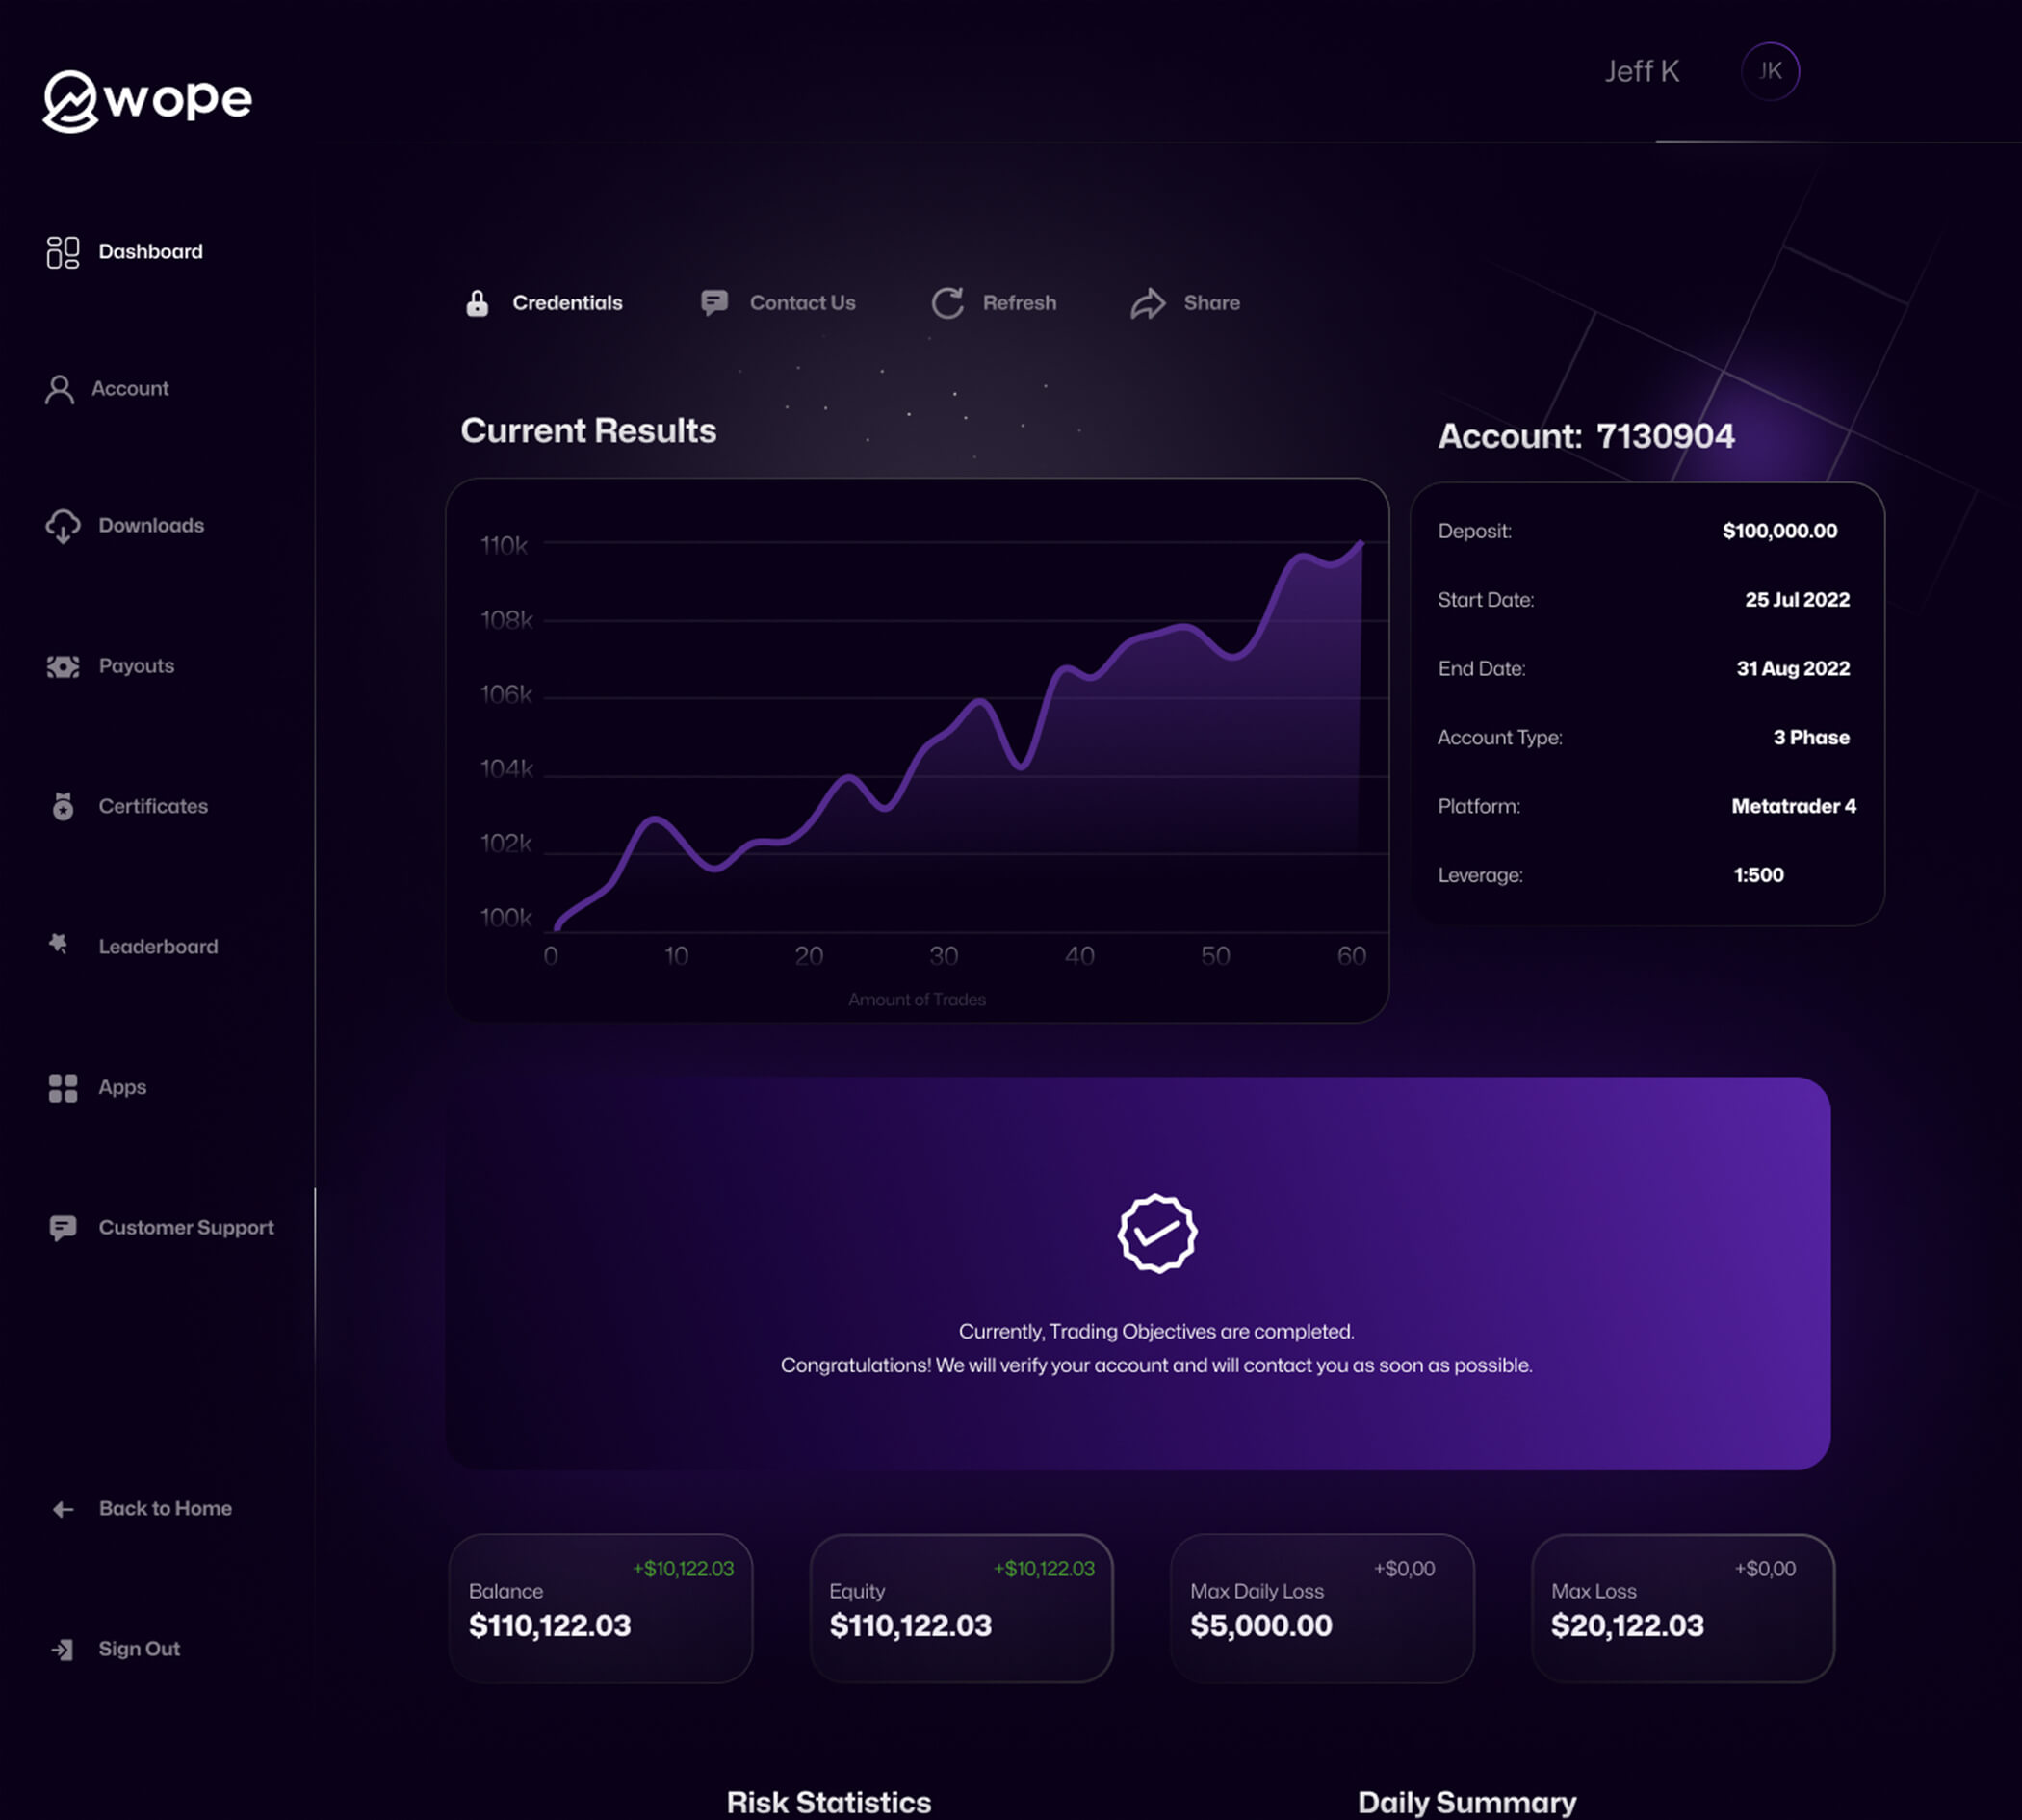 wope
Jeff K
JK
Dashboard
Account
Downloads
Payouts
Certificates
Leaderboard
Apps
Customer Support
Back to Home
Sign Out
Credentials
Contact Us
Refresh
Share
Current Results
110k
108k
106k
104k
102k
100k
0 10 20 30 40 50 60
Amount of Trades
Account: 7130904
Deposit: $100,000.00
Start Date: 25 Jul 2022
End Date: 31 Aug 2022
Account Type: 3 Phase
Platform: Metatrader 4
Leverage: 1:500
Currently, Trading Objectives are completed.
Congratulations! We will verify your account and will contact you as soon as possible.
+$10,122.03
Balance
$110,122.03
+$10,122.03
Equity
$110,122.03
+$0,00
Max Daily Loss
$5,000.00
+$0,00
Max Loss
$20,122.03
Risk Statistics
Daily Summary